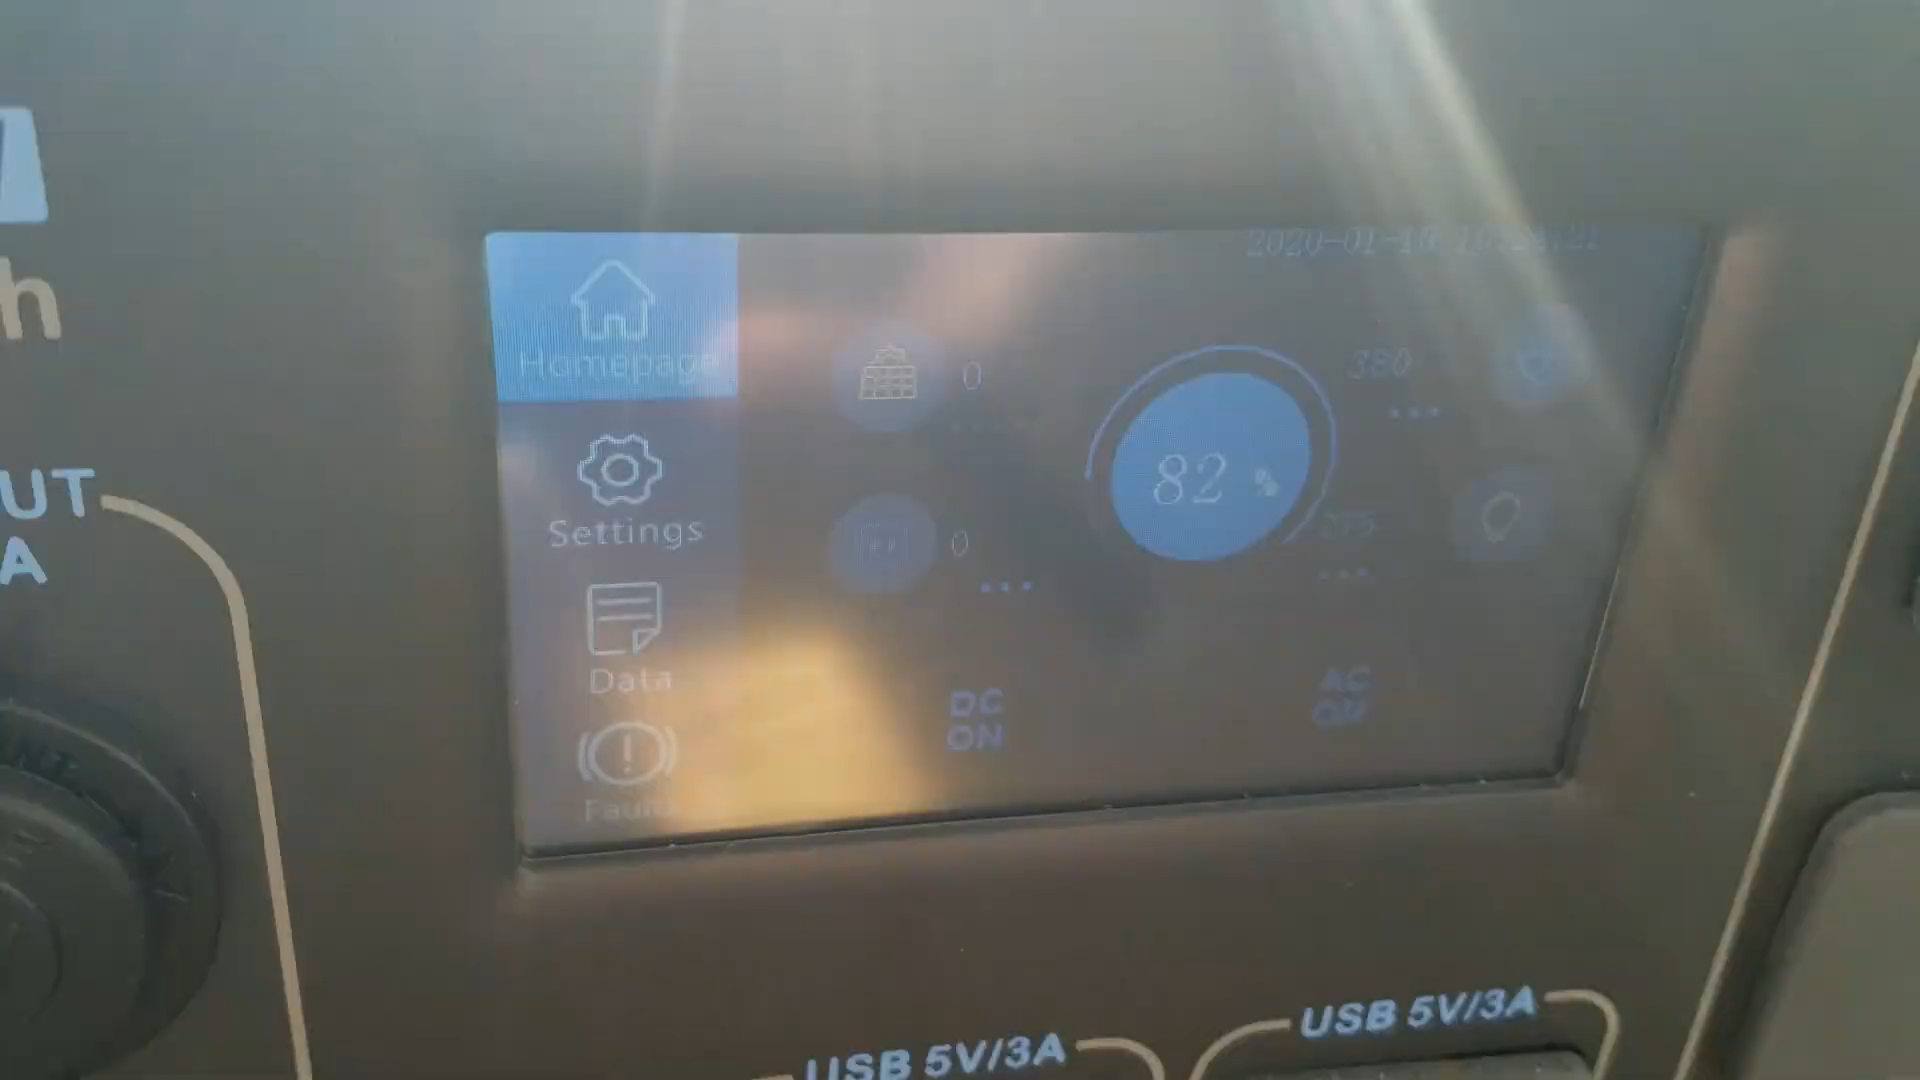 h
UT
A
Homepage
Settings
Data
0
0
82 %
380
DC
ON
AC
ON
USB 5V/3A
USB 5V/3A